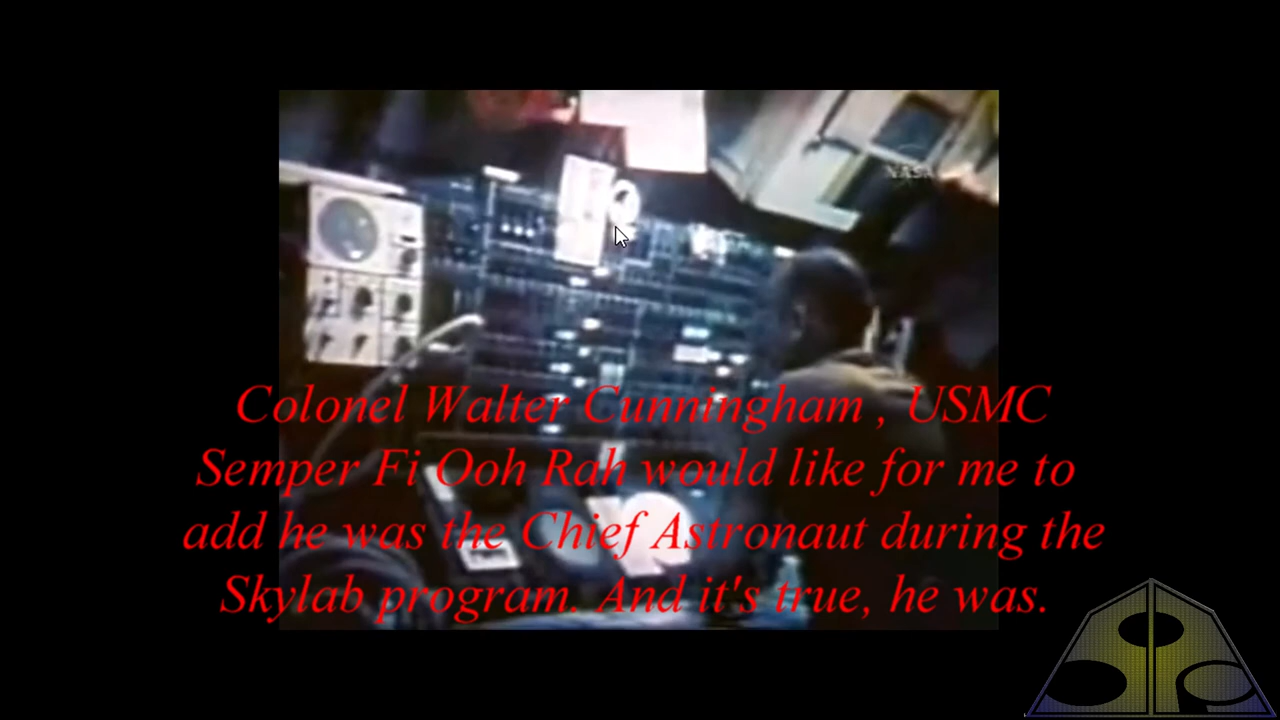 NASA
Colonel Walter Cunningham , USMC
Semper Fi Ooh Rah would like for me to
add he was the Chief Astronaut during the
Skylab program. And it's true, he was.